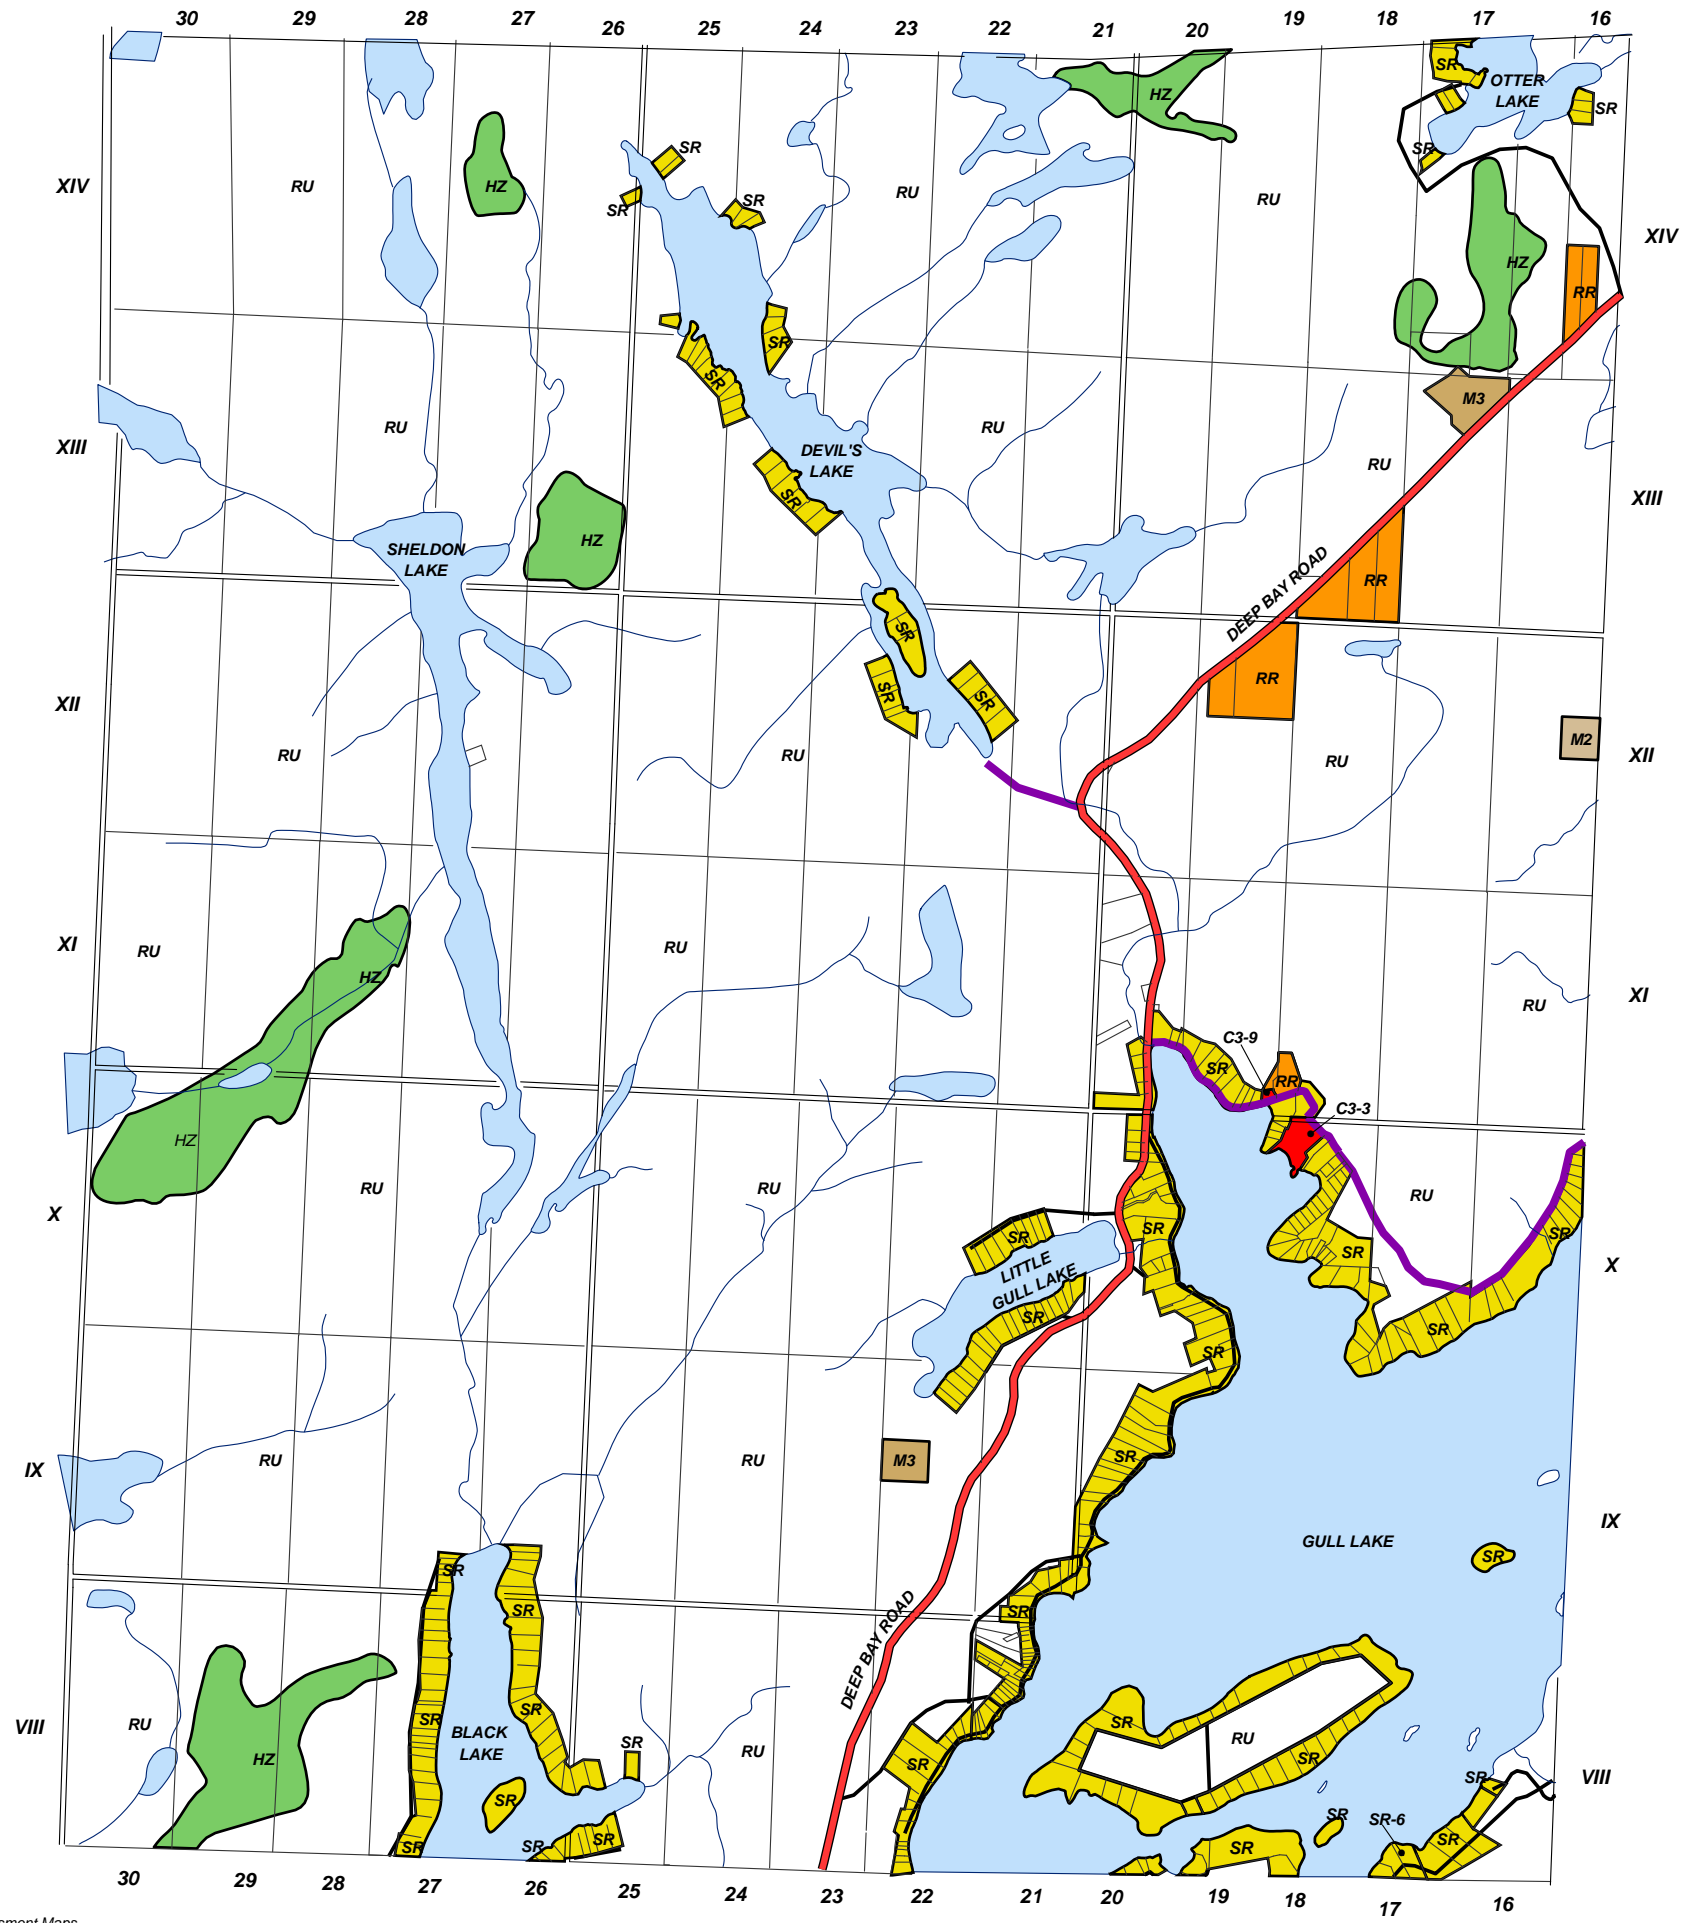 30 29 28 27 26 25 24 23 22 21 20 19 18 17 16
SR
OTTER
LAKE
HZ
SR
SR
SR
XIV
RU
HZ
SR
SR
RU
RU
XIV
HZ
RR
SR
SR
M3
XIII
RU
RU
DEVIL'S
LAKE
RU
SR
XIII
SHELDON
LAKE
HZ
DEEP BAY ROAD
RR
SR
RR
SR
SR
XII
RU
RU
RU
M2
XII
XI
RU
HZ
RU
XI
RU
C3-9
SR
RR
C3-3
HZ
X
RU
RU
RU
SR
SR
SR
SR
LITTLE
GULL LAKE
X
SR
SR
SR
IX
RU
RU
M3
SR
IX
GULL LAKE
SR
SR
SR
SR
DEEP BAY ROAD
VIII
RU
HZ
SR
BLACK
LAKE
SR
SR
RU
SR
SR
RU
SR
SR
VIII
SR
SR
SR-6
SR
SR
SR
SR
SR
30 29 28 27 26 25 24 23 22 21 20 19 18 17 16